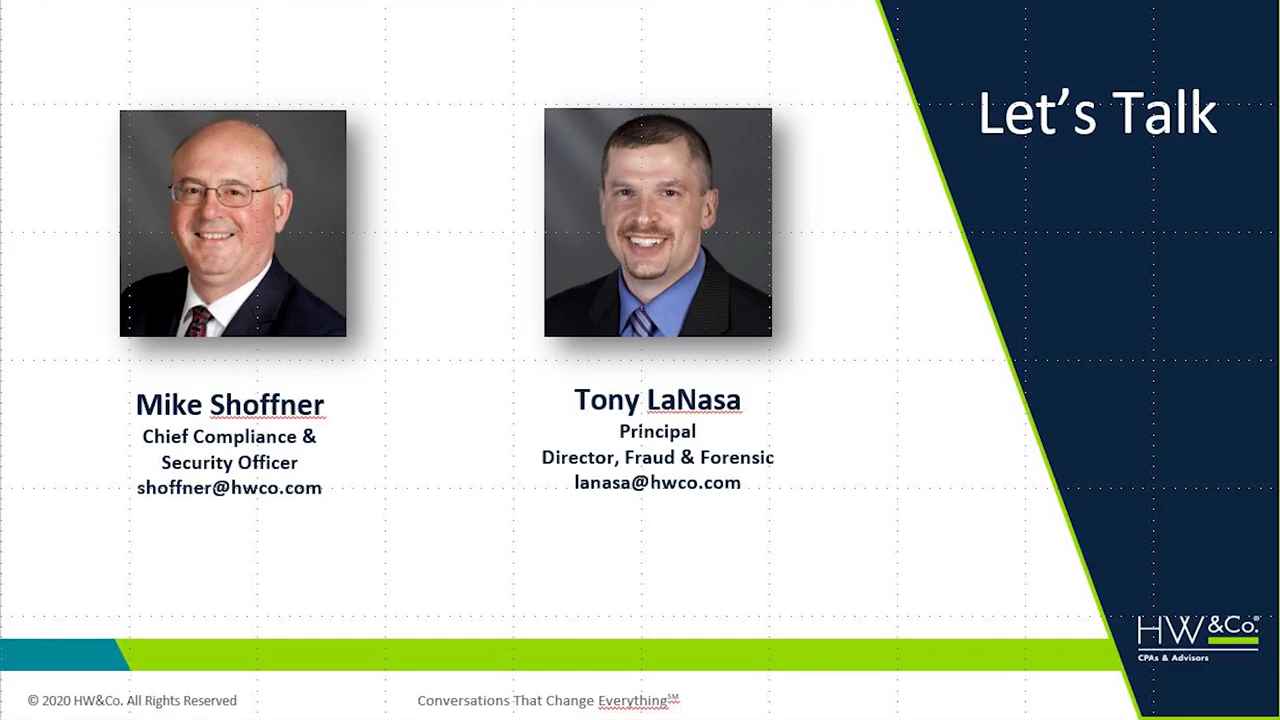 Let's Talk
Mike Shoffner
Chief Compliance &
Security Officer
shoffner@hwco.com
Tony LaNasa
Principal
Director, Fraud & Forensic
lanasa@hwco.com
HW &Co.®
CPAs & Advisors
© 2020 HW&Co. All Rights Reserved
Conversations That Change Everything℠